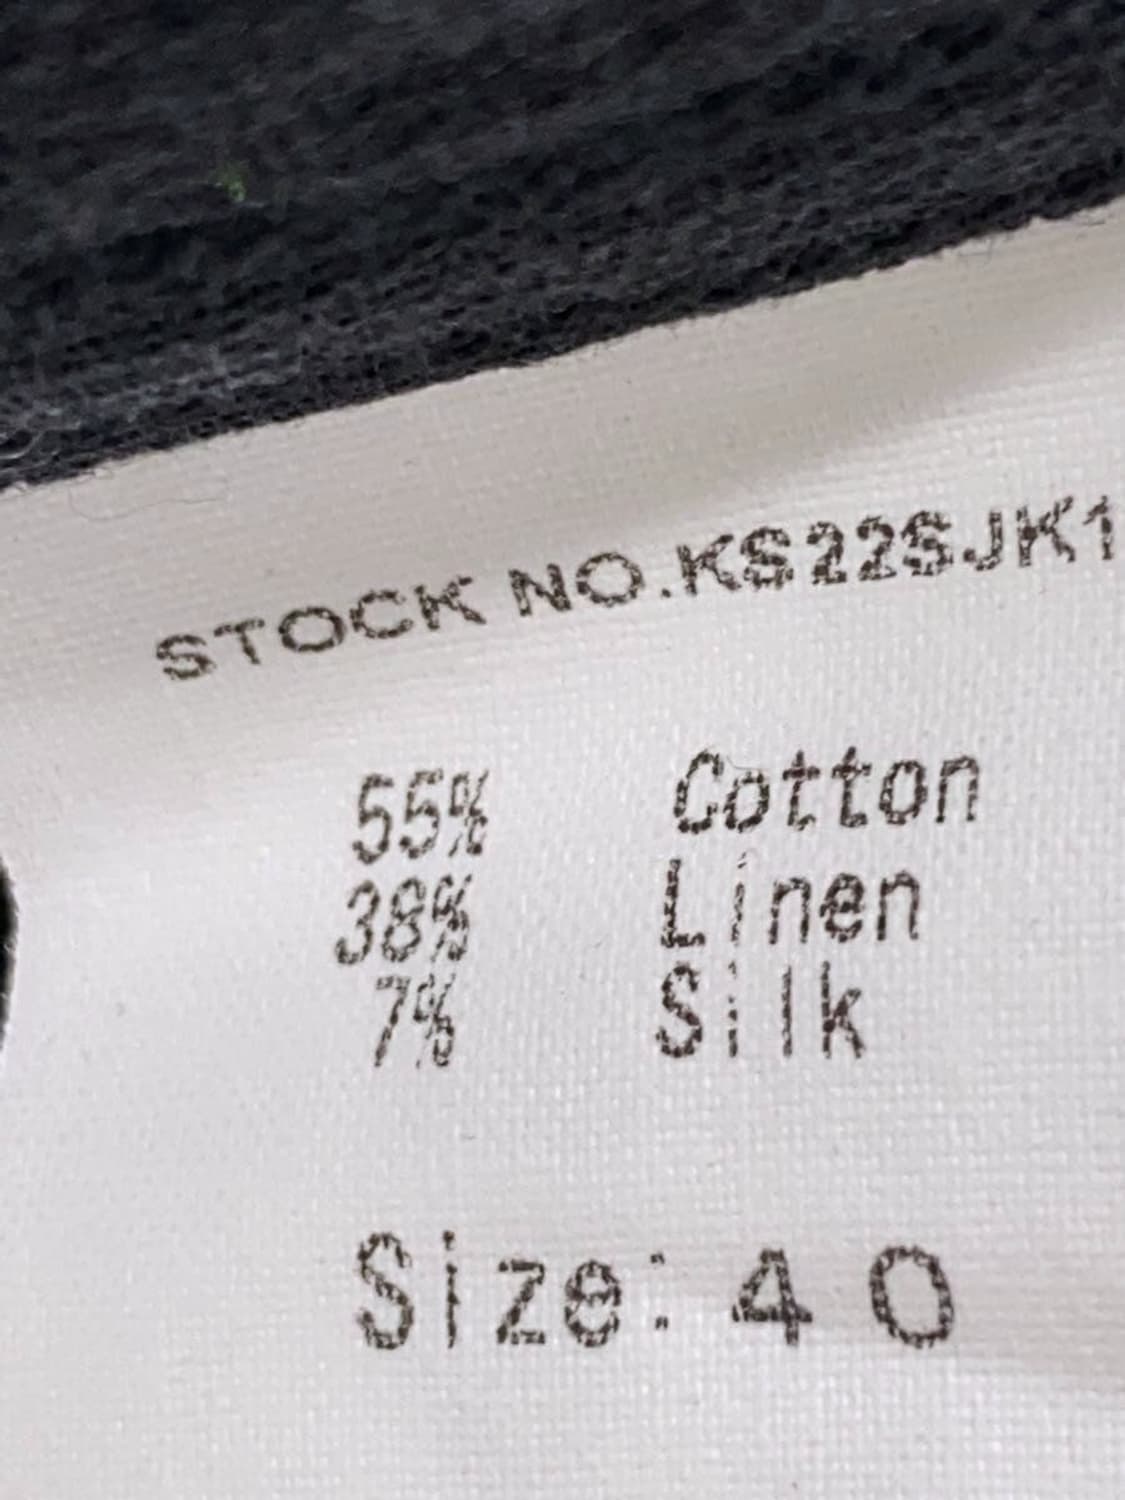 STOCK NO.KS22SJK1
55% Cotton
38% Linen
7% Silk
Size:40